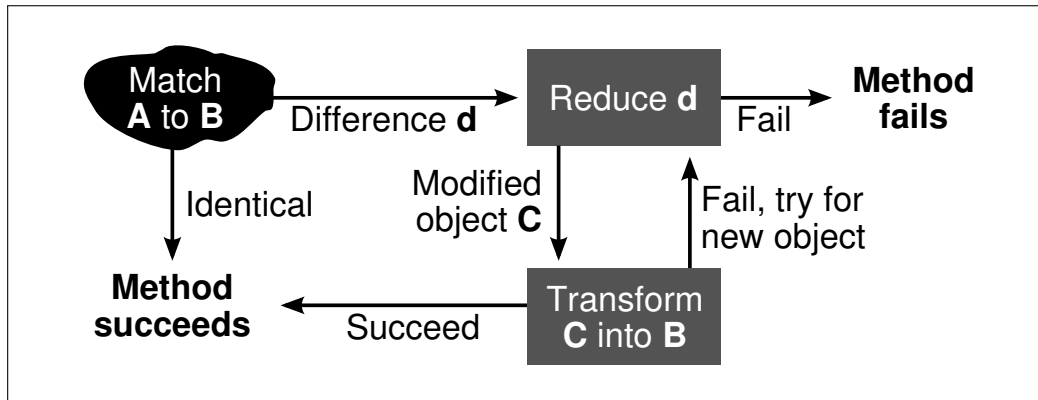 Match
A to B
Difference d
Reduce d
Fail
Method
fails
Identical
Modified
object C
Fail, try for
new object
Method
succeeds
Succeed
Transform
C into B